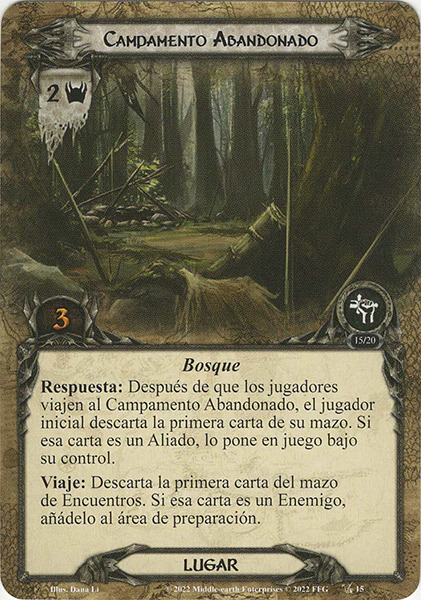 Campamento Abandonado
2
3
15/20
Bosque
Respuesta: Después de que los jugadores
viajen al Campamento Abandonado, el jugador
inicial descarta la primera carta de su mazo. Si
esa carta es un Aliado, lo pone en juego bajo
su control.
Viaje: Descarta la primera carta del mazo
de Encuentros. Si esa carta es un Enemigo,
añádelo al área de preparación.
LUGAR
Illus. Dana Li ©2022 Middle-earth Enterprises ©2022 FFG 15